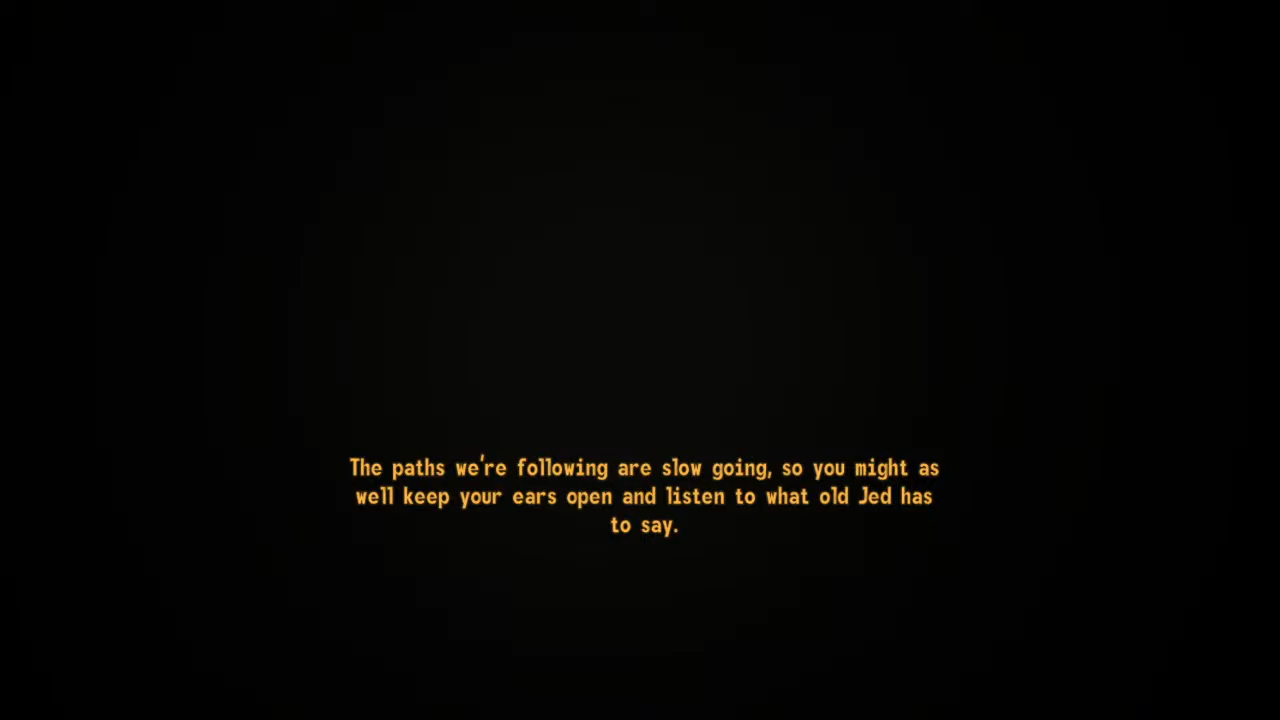 The paths we're following are slow going, so you might as
well keep your ears open and listen to what old Jed has
to say.